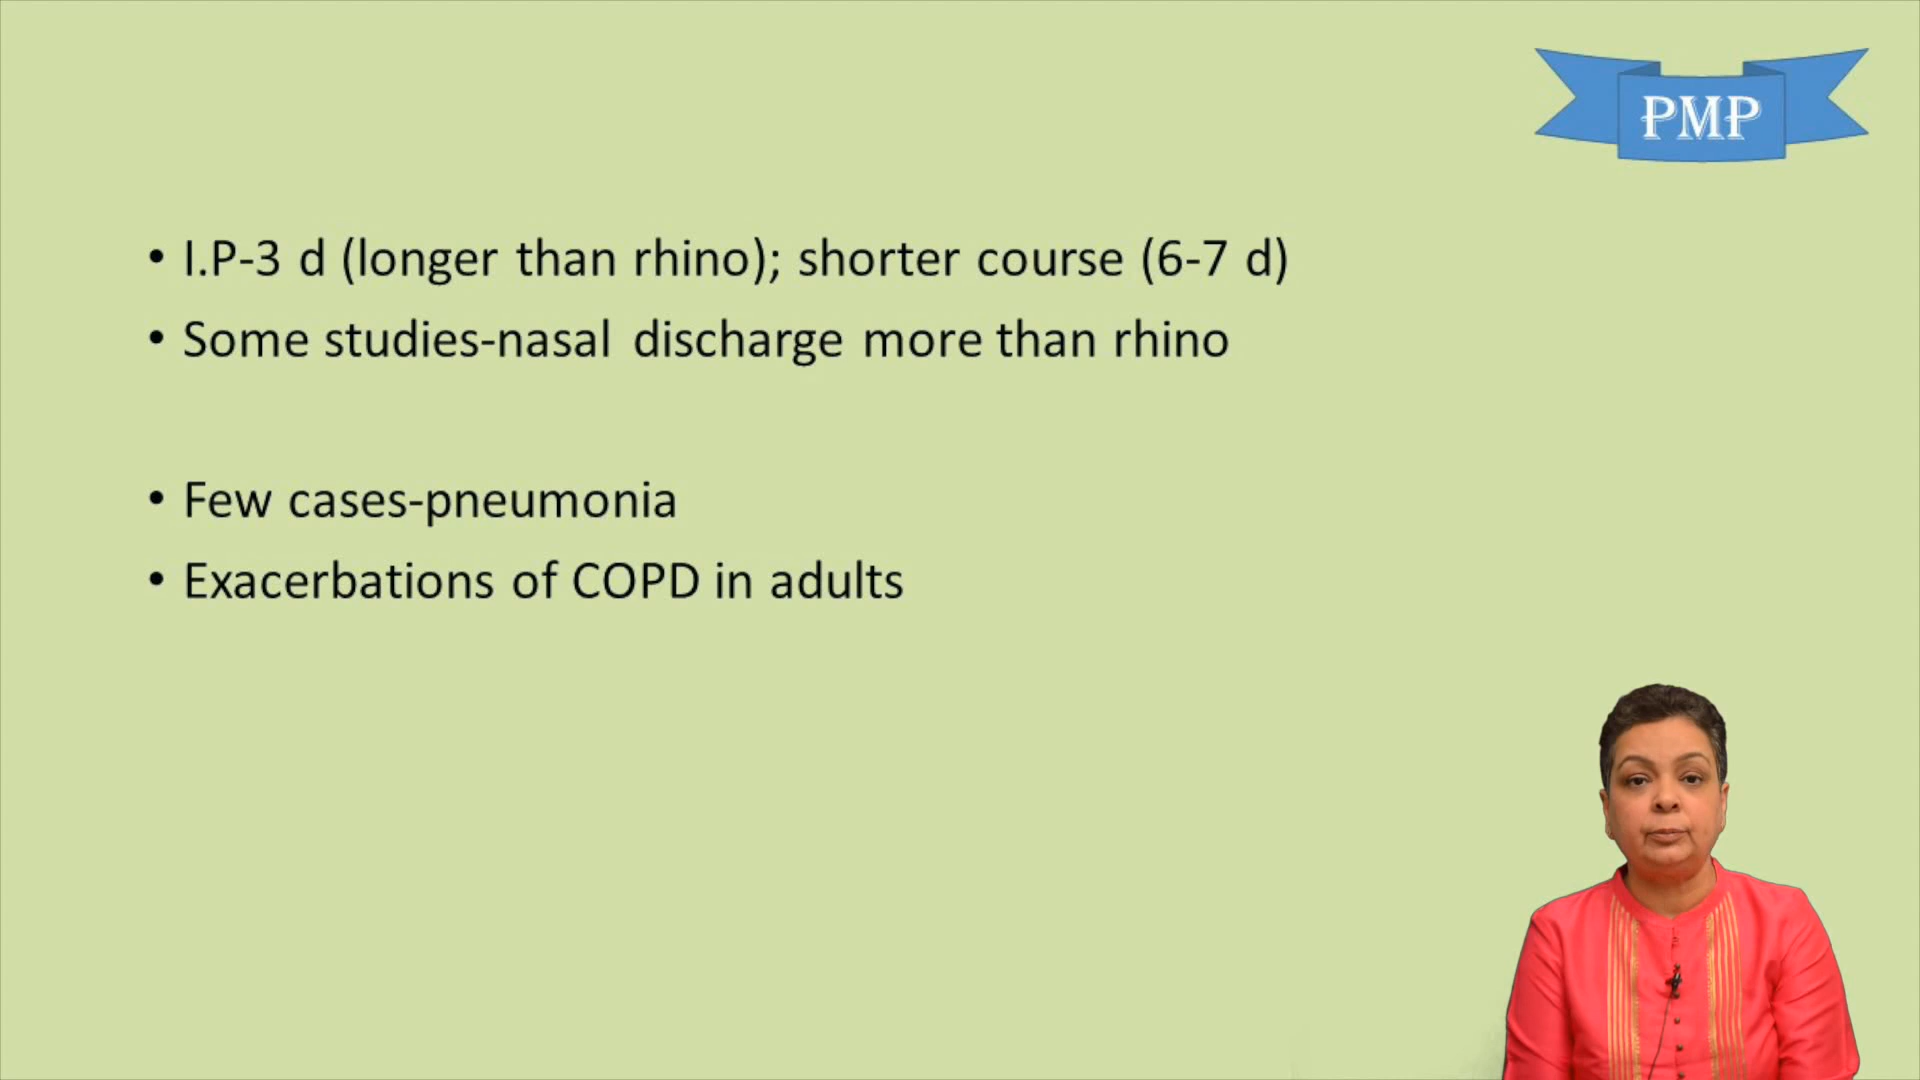 PMP
• I.P-3 d (longer than rhino); shorter course (6-7 d)
• Some studies-nasal discharge more than rhino
• Few cases-pneumonia
• Exacerbations of COPD in adults